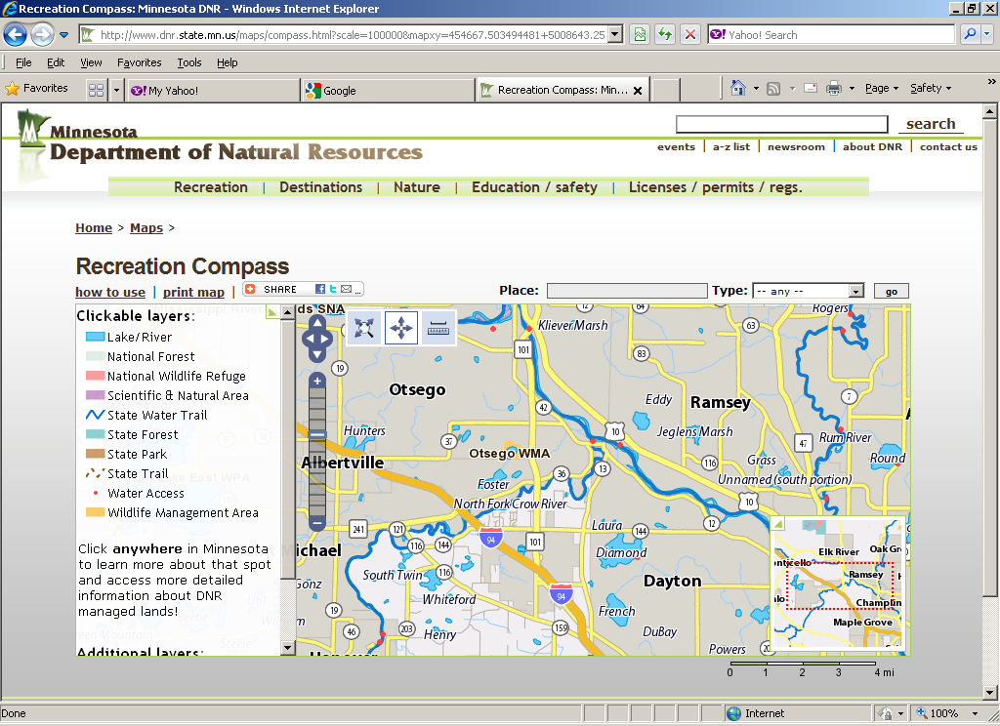 Recreation Compass: Minnesota DNR - Windows Internet Explorer
http://www.dnr.state.mn.us/maps/compass.html?scale=100000&mapxy=454667.503494481+5008643.25
Yahoo! Search
File Edit View Favorites Tools Help
Favorites
My Yahoo!
Google
Recreation Compass: Min...
Page Safety
Minnesota
Department of Natural Resources
search
events | a-z list | newsroom | about DNR | contact us
Recreation | Destinations | Nature | Education / safety | Licenses / permits / regs.
Home > Maps >
Recreation Compass
how to use | print map | SHARE ...
Place: Type: -- any -- go
Clickable layers:
Lake/River
National Forest
National Wildlife Refuge
Scientific & Natural Area
State Water Trail
State Forest
State Park
State Trail
Water Access
Wildlife Management Area
Click anywhere in Minnesota
to learn more about that spot
and access more detailed
information about DNR
managed lands!
Additional layers:
ds SNA
12
64
Rogers
Kliever Marsh
63
101
83
19
7
Otsego
Eddy
Ramsey
42
Hunters
10
Jeglens Marsh
47
Rum River
37
Otsego WMA
Albertville
116
Grass
Round
13
36
Foster
Unnamed (south portion)
North Fork Crow River
10
12
241
121
94
101
Laura
144
116
144
ichael
Diamond
South Twin
116
Dayton
Gonz
Whiteford
94
19
French
46
203
Henry
159
DuBay
Powers
Hanover
Elk River
Oak Gr
onticello
Ramsey
Champlin
Maple Grove
0 1 2 3 4 mi
Done
Internet
100%